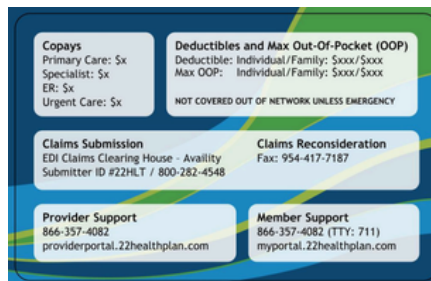 Copays
Primary Care: $x
Specialist: $x
ER: $x
Urgent Care: $x
Deductibles and Max Out-Of-Pocket (OOP)
Deductible: Individual/Family: $xxx/$xxx
Max OOP: Individual/Family: $xxx/$xxx
NOT COVERED OUT OF NETWORK UNLESS EMERGENCY
Claims Submission
EDI Claims Clearing House - Availity
Submitter ID #22HLT / 800-282-4548
Claims Reconsideration
Fax: 954-417-7187
Provider Support
866-357-4082
providerportal.22healthplan.com
Member Support
866-357-4082 (TTY: 711)
myportal.22healthplan.com